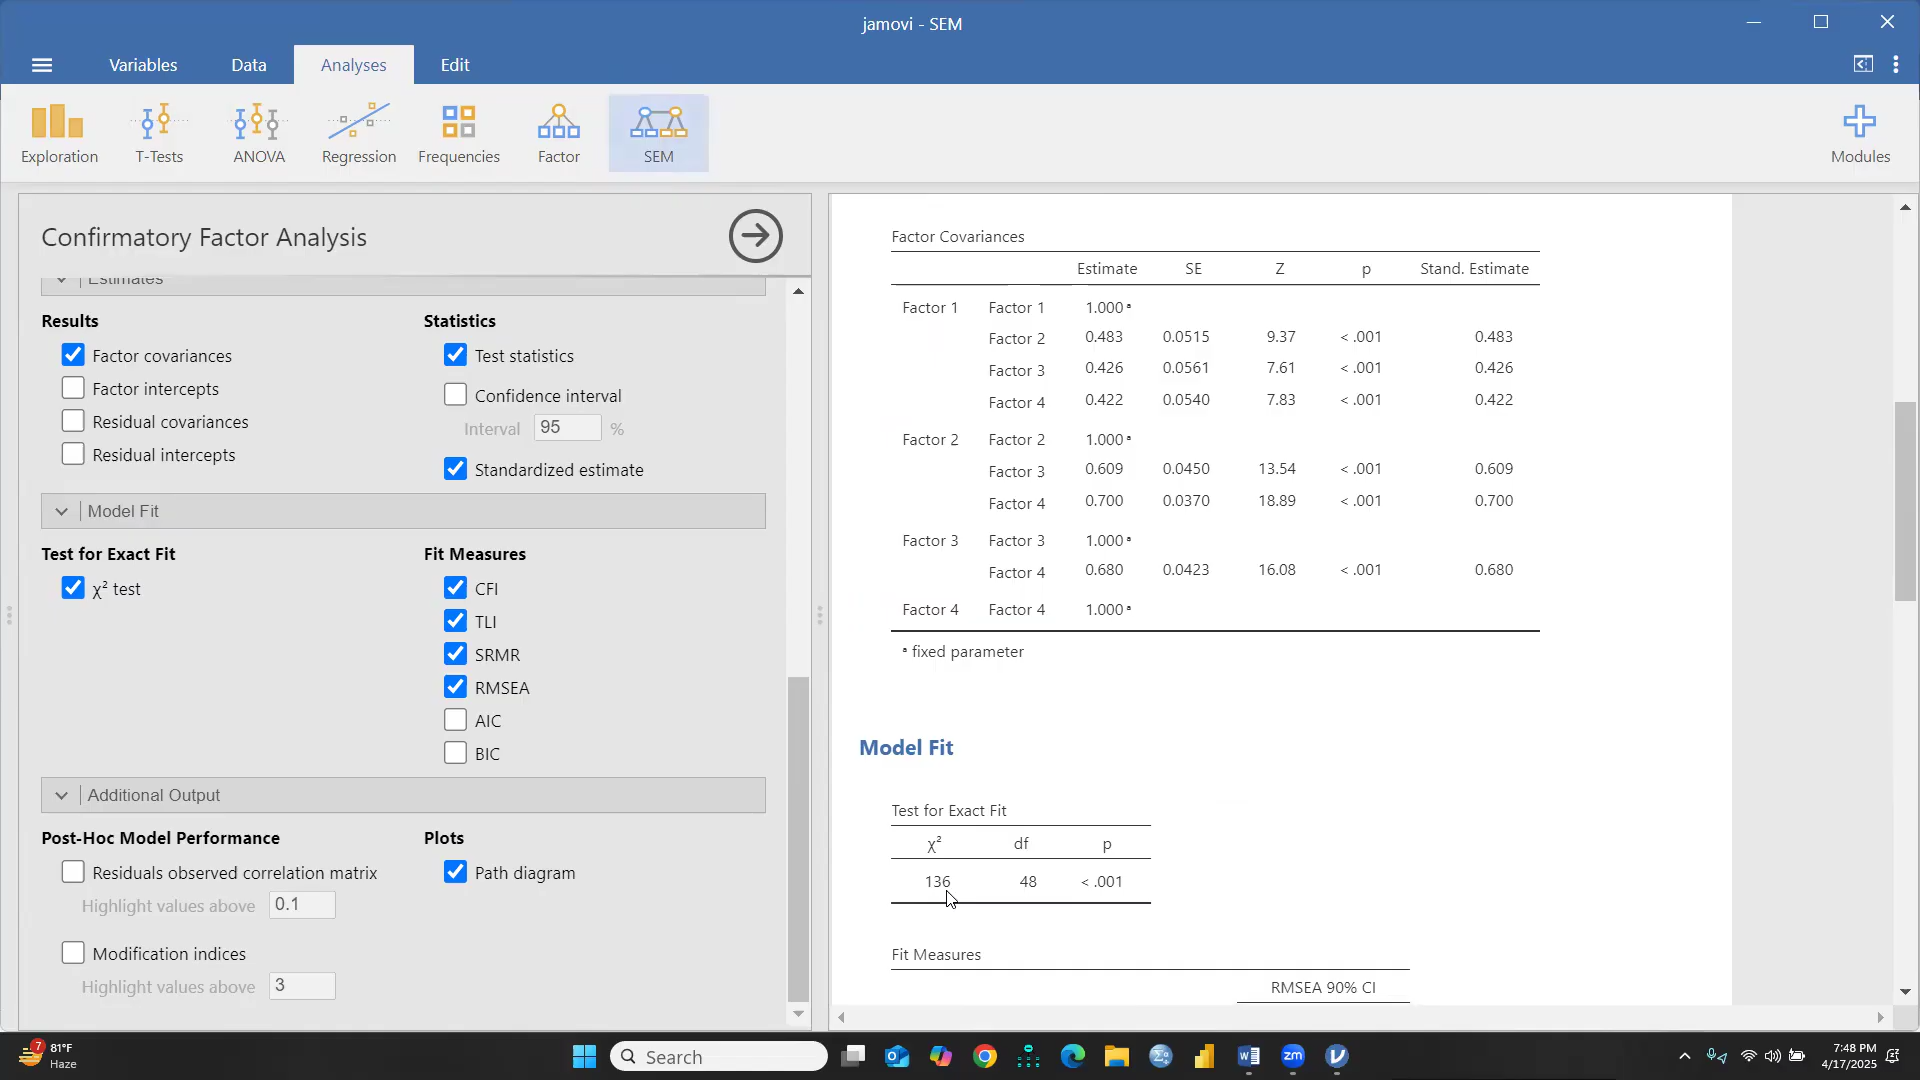 jamovi - SEM
Variables Data Analyses Edit
Exploration T-Tests ANOVA Regression Frequencies Factor SEM Modules
Confirmatory Factor Analysis
Estimates
Results Statistics
Factor covariances Test statistics
Factor intercepts Confidence interval
Residual covariances Interval 95 %
Residual intercepts Standardized estimate
Model Fit
Test for Exact Fit Fit Measures
χ² test CFI
TLI
SRMR
RMSEA
AIC
BIC
Additional Output
Post-Hoc Model Performance Plots
Residuals observed correlation matrix Path diagram
Highlight values above 0.1
Modification indices
Highlight values above 3
Factor Covariances
Estimate SE Z p Stand. Estimate
Factor 1 Factor 1 1.000 ᵃ
Factor 2 0.483 0.0515 9.37 < .001 0.483
Factor 3 0.426 0.0561 7.61 < .001 0.426
Factor 4 0.422 0.0540 7.83 < .001 0.422
Factor 2 Factor 2 1.000 ᵃ
Factor 3 0.609 0.0450 13.54 < .001 0.609
Factor 4 0.700 0.0370 18.89 < .001 0.700
Factor 3 Factor 3 1.000 ᵃ
Factor 4 0.680 0.0423 16.08 < .001 0.680
Factor 4 Factor 4 1.000 ᵃ
ᵃ fixed parameter
Model Fit
Test for Exact Fit
χ² df p
136 48 < .001
Fit Measures
RMSEA 90% CI
7 81°F
Haze
Search
zm
7:48 PM
4/17/2025